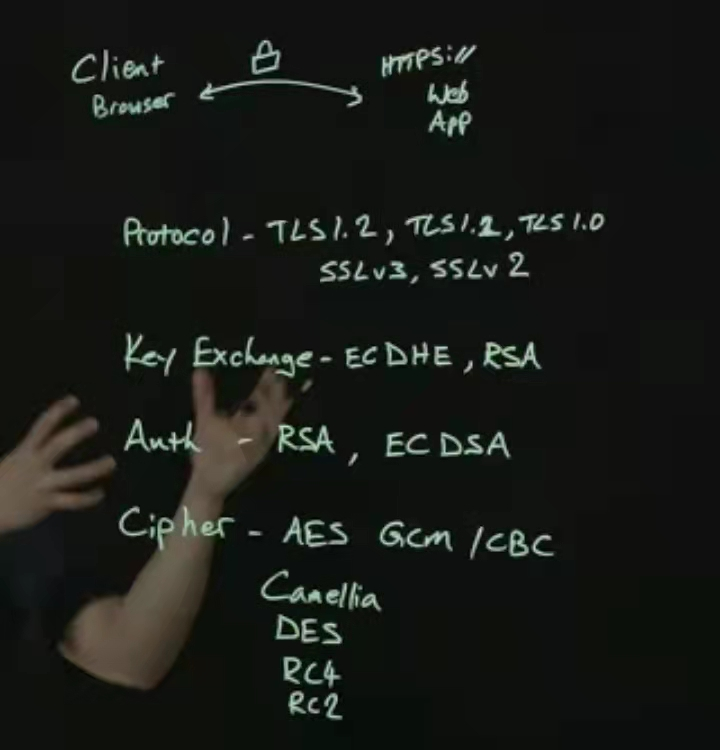 Client
Browser
HTTPS://
Web
App
Protocol - TLS1.2, TLS1.2, TLS1.0
SSLv3, SSLv2
Key Exchange - ECDHE, RSA
Auth - RSA, ECDSA
Cipher - AES GCM /CBC
Camellia
DES
RC4
RC2